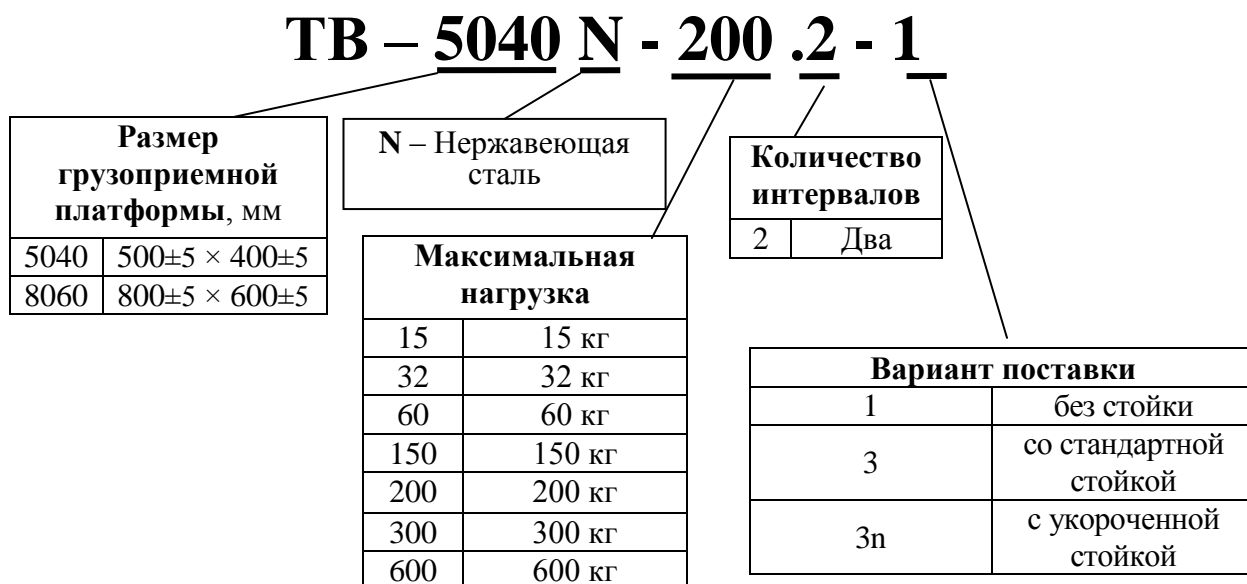 ТВ – 5040 N - 200 .2 - 1
Размер
грузоприемной
платформы, мм
5040 500±5 × 400±5
8060 800±5 × 600±5
N – Нержавеющая
сталь
Максимальная
нагрузка
15 15 кг
32 32 кг
60 60 кг
150 150 кг
200 200 кг
300 300 кг
600 600 кг
Количество
интервалов
2 Два
Вариант поставки
1 без стойки
3 со стандартной
стойкой
3n с укороченной
стойкой